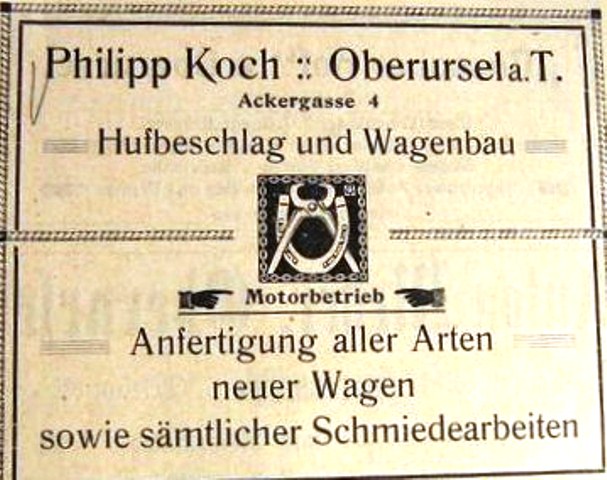 Philipp Koch :: Oberursel a. T.
Ackergasse 4
Hufbeschlag und Wagenbau
Motorbetrieb
Anfertigung aller Arten
neuer Wagen
sowie sämtlicher Schmiedearbeiten